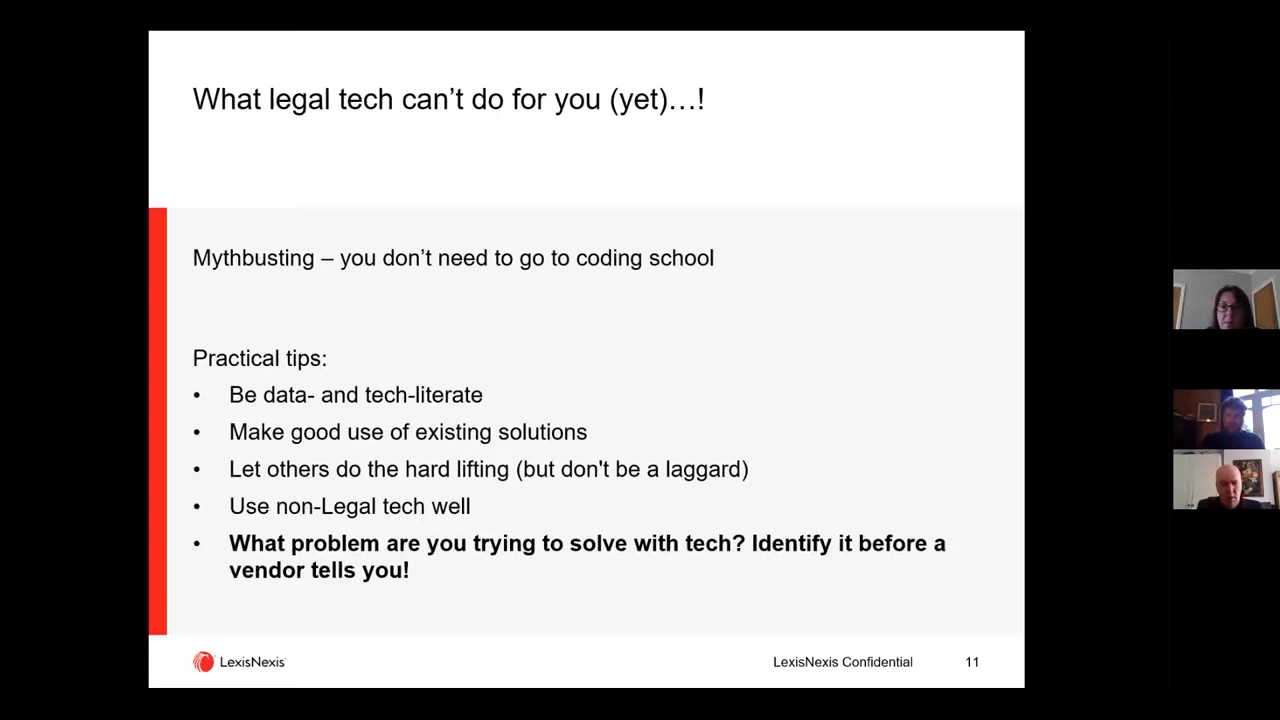 What legal tech can’t do for you (yet)…!
Mythbusting – you don’t need to go to coding school
Practical tips:
• Be data- and tech-literate
• Make good use of existing solutions
• Let others do the hard lifting (but don't be a laggard)
• Use non-Legal tech well
• What problem are you trying to solve with tech? Identify it before a
vendor tells you!
LexisNexis
LexisNexis Confidential 11